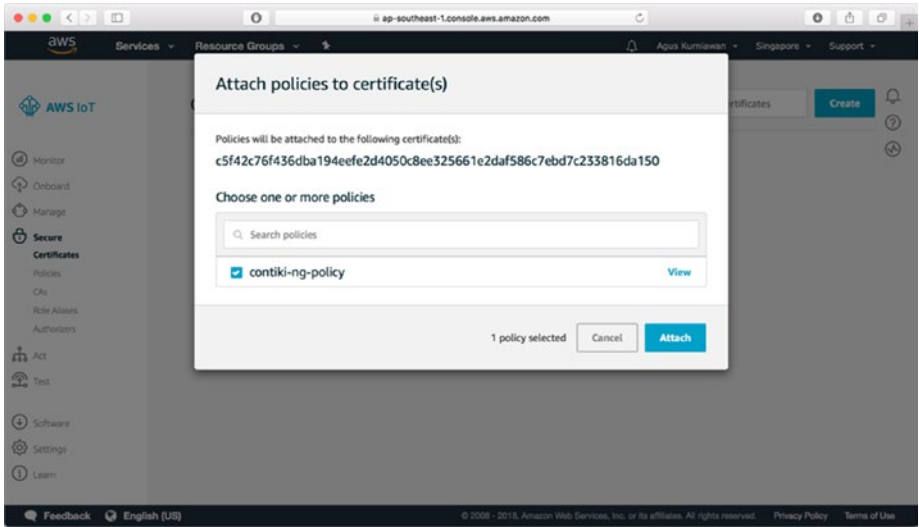 ap-southeast-1.console.aws.amazon.com
aws Services Resource Groups Agus Kurniawan Singapore Support
Attach policies to certificate(s)
AWS IoT
rtificates
Create
Policies will be attached to the following certificate(s):
c5f42c76f436dba194eefe2d4050c8ee325661e2daf586c7ebd7c233816da150
Monitor
Onboard
Manage
Secure
Certificates
Policies
CAs
Role Aliases
Authorizers
Act
Test
Software
Settings
Learn
Choose one or more policies
Search policies
contiki-ng-policy View
1 policy selected Cancel Attach
Feedback English (US) © 2008 - 2018, Amazon Web Services, Inc. or its affiliates. All rights reserved. Privacy Policy Terms of Use